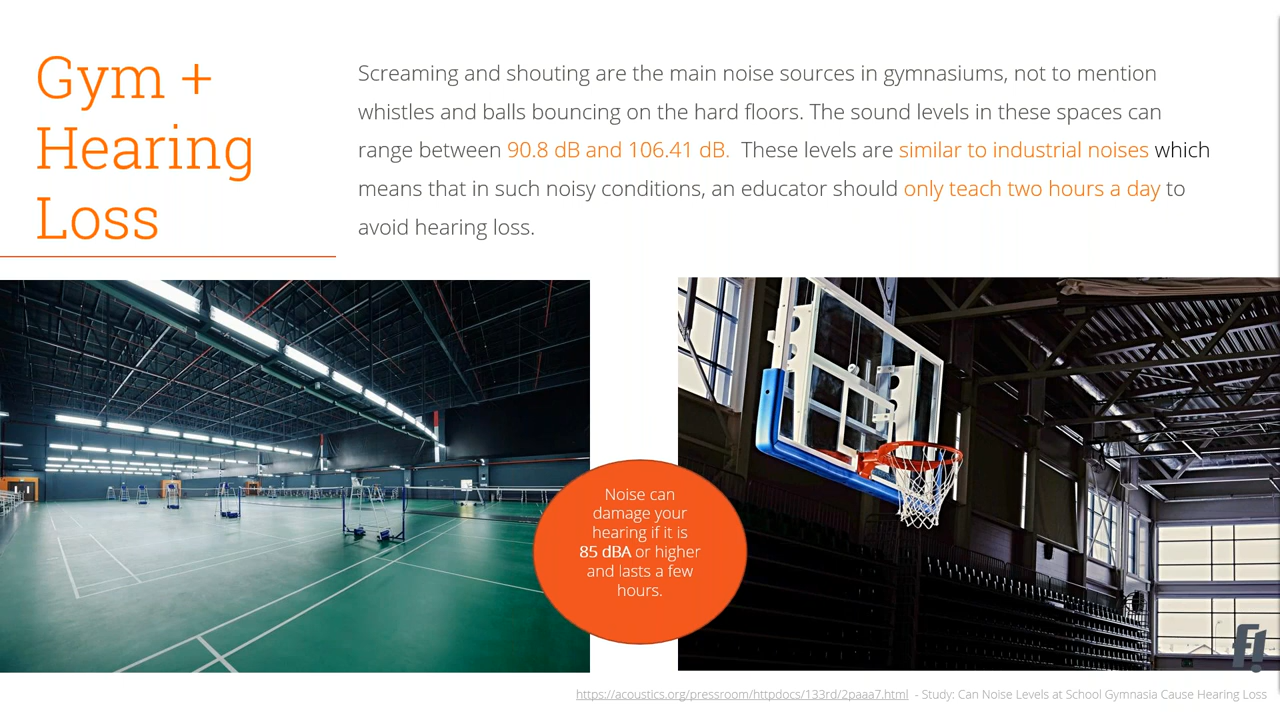 Gym +
Hearing
Loss
Screaming and shouting are the main noise sources in gymnasiums, not to mention
whistles and balls bouncing on the hard floors. The sound levels in these spaces can
range between 90.8 dB and 106.41 dB. These levels are similar to industrial noises which
means that in such noisy conditions, an educator should only teach two hours a day to
avoid hearing loss.
Noise can
damage your
hearing if it is
85 dBA or higher
and lasts a few
hours.
f!
https://acoustics.org/pressroom/httpdocs/133rd/2paaa7.html - Study: Can Noise Levels at School Gymnasia Cause Hearing Loss